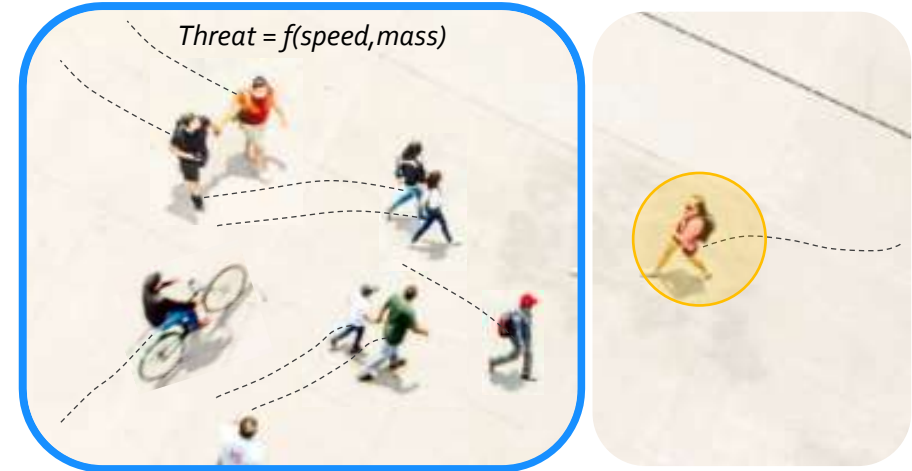 Threat = f(speed,mass)